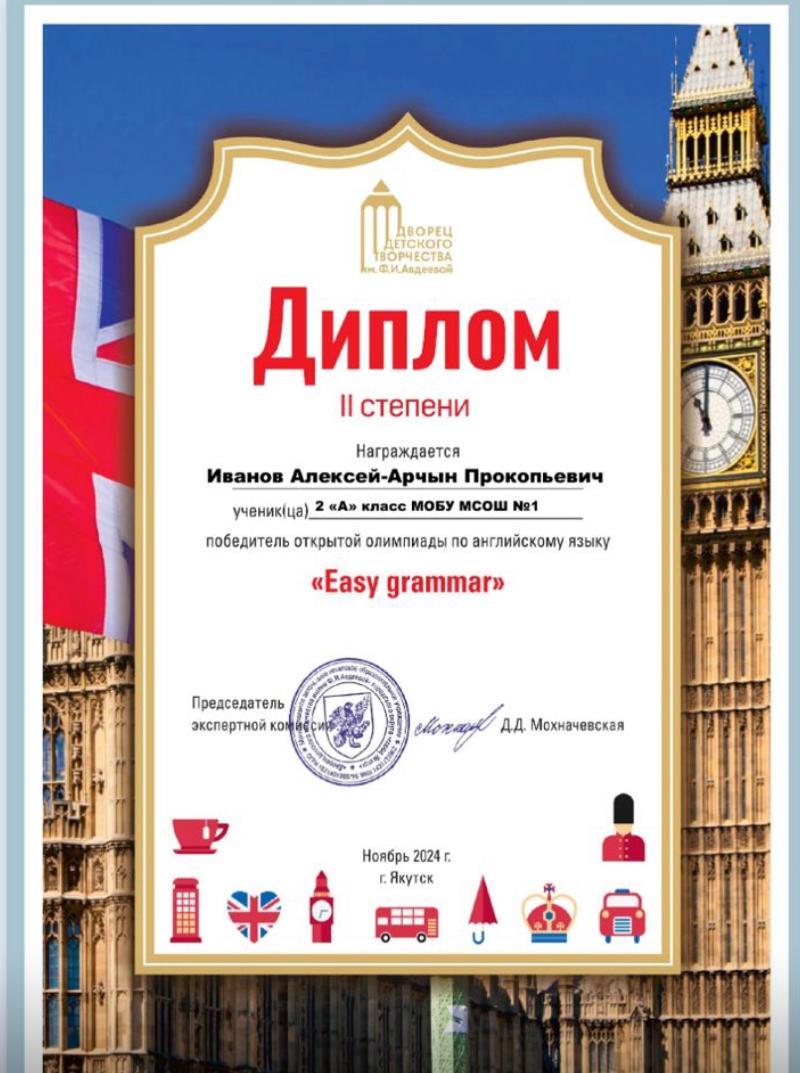 ДВОРЕЦ
ДЕТСКОГО
ТВОРЧЕСТВА
им. Ф.И.Авдеевой
Диплом
II степени
Награждается
Иванов Алексей-Арчын Прокопьевич
ученик(ца) 2 «А» класс МОБУ МСОШ №1
победитель открытой олимпиады по английскому языку
«Easy grammar»
Председатель
экспертной комиссии Д.Д. Мохначевская
Ноябрь 2024 г.
г. Якутск